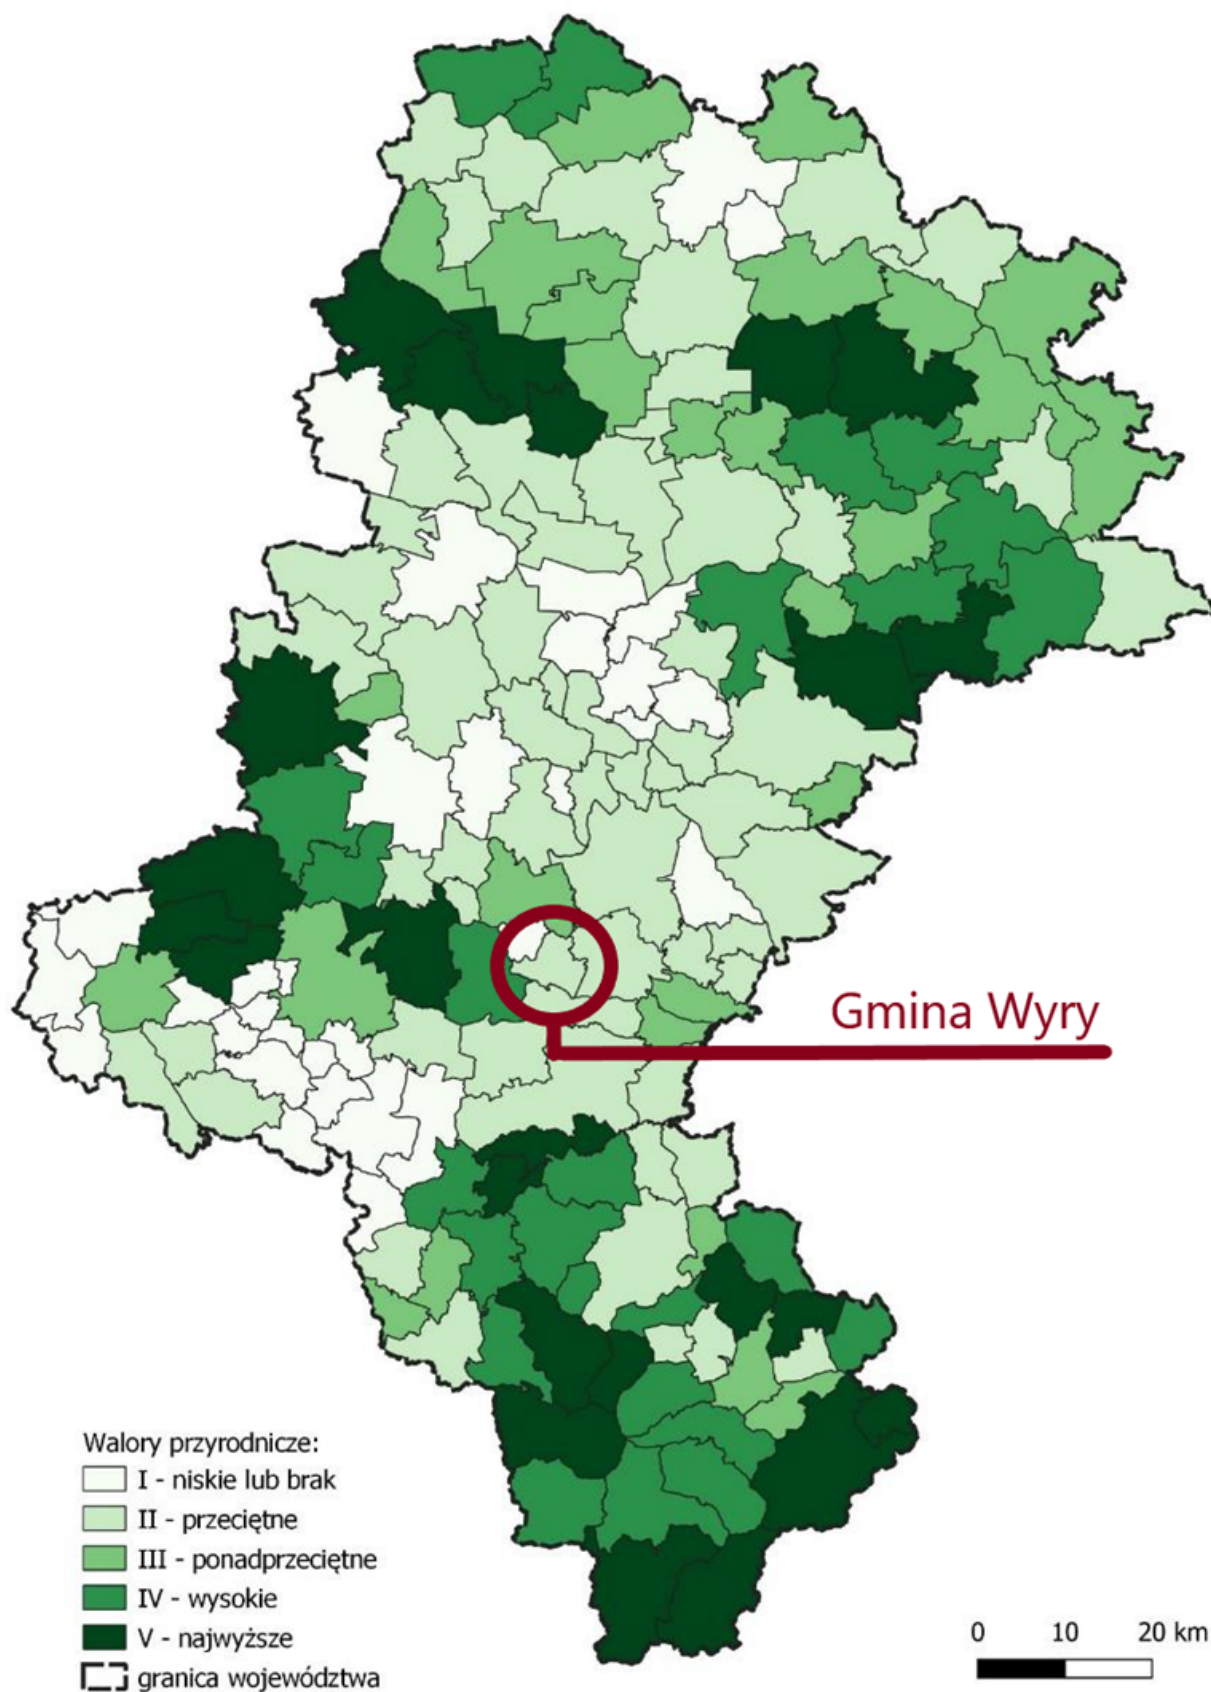 Gmina Wyry
Walory przyrodnicze:
I - niskie lub brak
II - przeciętne
III - ponadprzeciętne
IV - wysokie
V - najwyższe
granica województwa
0 10 20 km